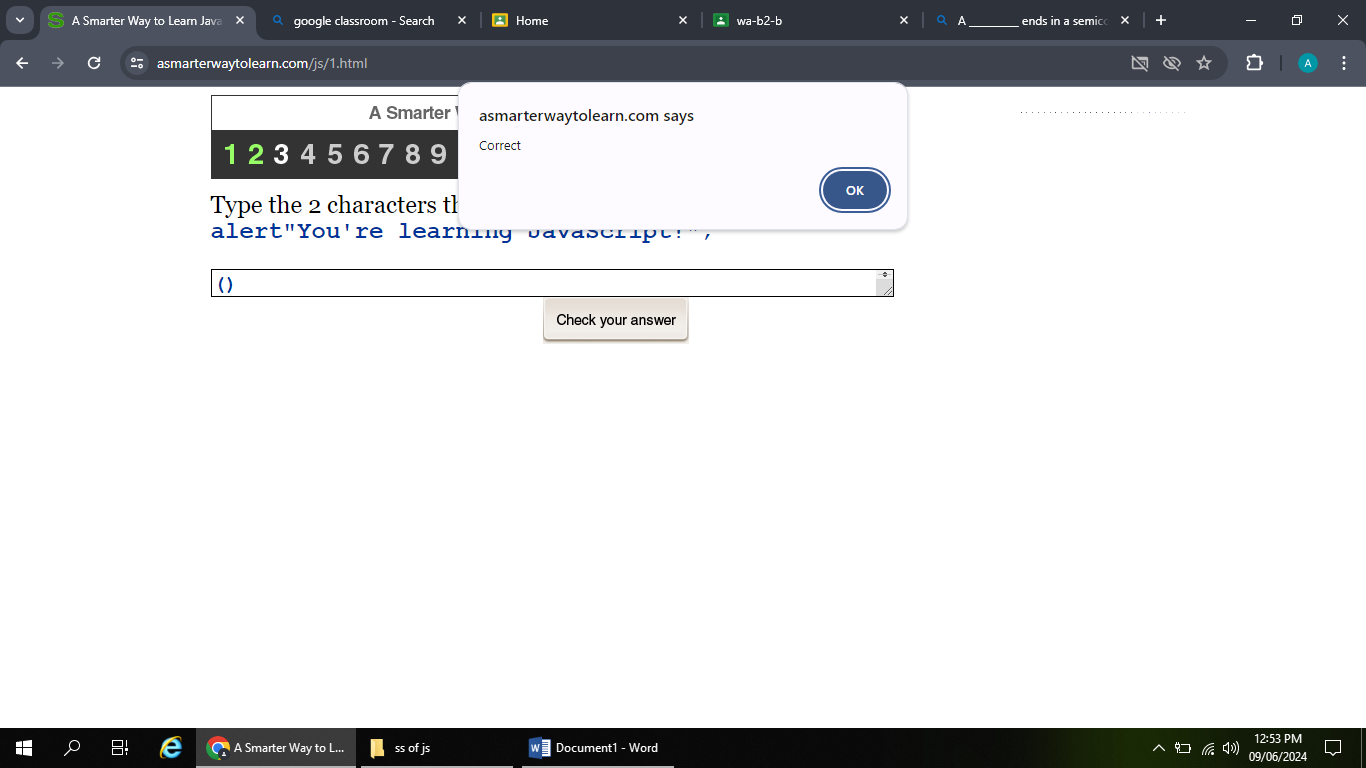 A Smarter Way to Learn Java
google classroom - Search
Home
wa-b2-b
A ________ ends in a semico
asmarterwaytolearn.com/js/1.html
A
asmarterwaytolearn.com says
Correct
OK
A Smarter
1 2 3 4 5 6 7 8 9
Type the 2 characters th
alert"You're learning JavaScript!";
()
Check your answer
A Smarter Way to L...
ss of js
Document1 - Word
12:53 PM
09/06/2024